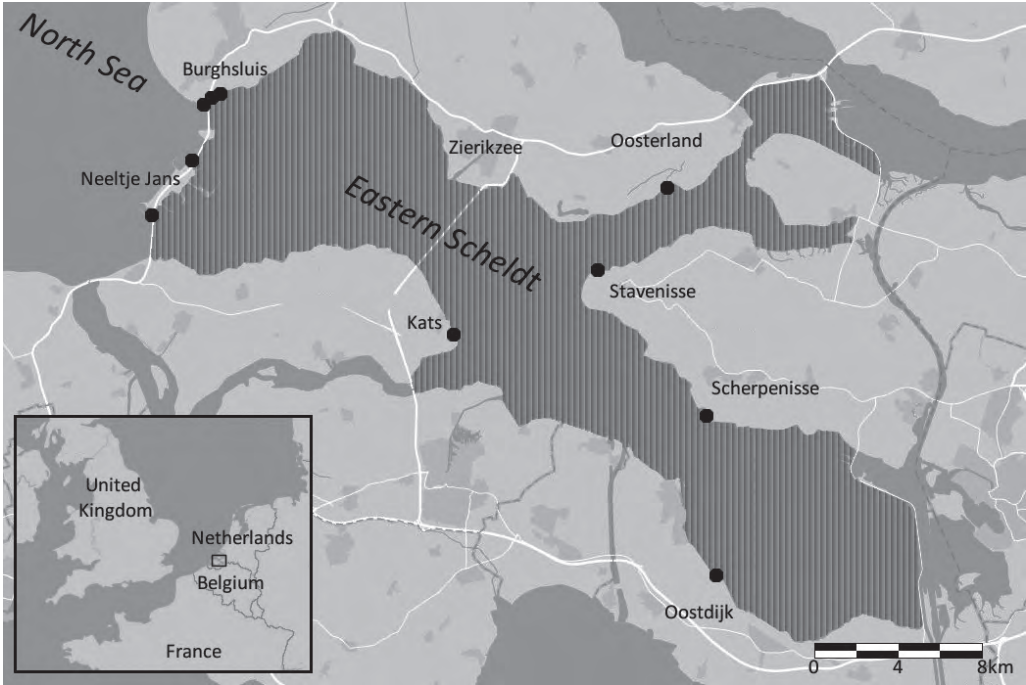 North Sea
Burghsluis
Neeltje Jans
Zierikzee
Oosterland
Eastern Scheldt
Stavenisse
Kats
Scherpenisse
Oostdijk
United
Kingdom
Netherlands
Belgium
France
0 4 8km